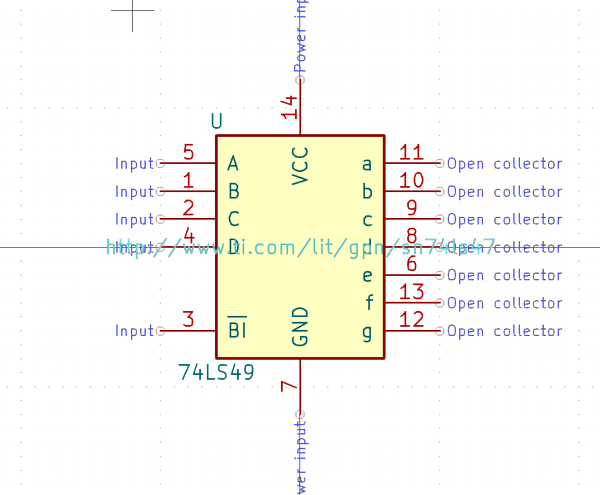 Power inp
14
U
VCC
5 A a 11 Input Open collector
1 B b 10 Input Open collector
2 C c 9 Input Open collector
4 D d 8 Input Open collector
http://www.ti.com/lit/gpn/sn74ls47
e 6 Open collector
f 13 Open collector
3 BI g 12 Input Open collector
GND
74LS49
7
wer input